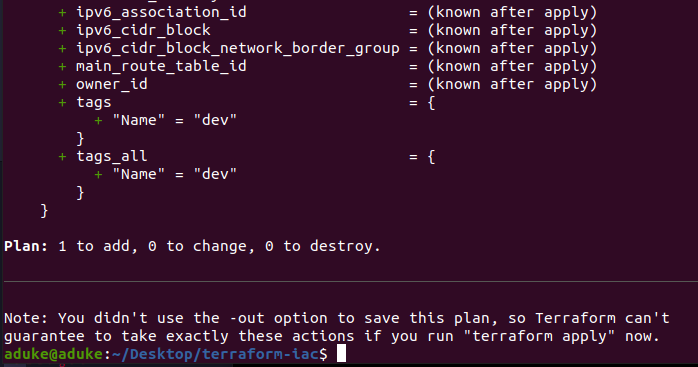 + ipv6_association_id = (known after apply)
+ ipv6_cidr_block = (known after apply)
+ ipv6_cidr_block_network_border_group = (known after apply)
+ main_route_table_id = (known after apply)
+ owner_id = (known after apply)
+ tags = {
+ "Name" = "dev"
}
+ tags_all = {
+ "Name" = "dev"
}
}
Plan: 1 to add, 0 to change, 0 to destroy.
Note: You didn't use the -out option to save this plan, so Terraform can't
guarantee to take exactly these actions if you run "terraform apply" now.
aduke@aduke:~/Desktop/terraform-iac$